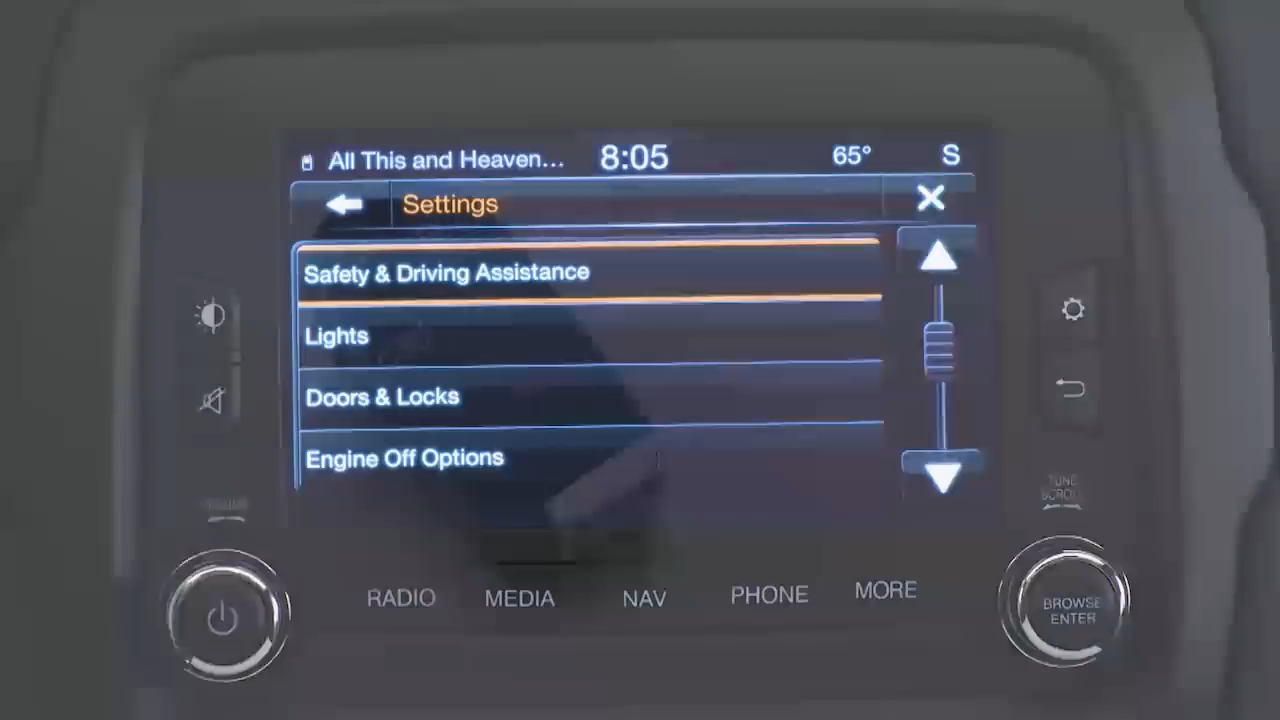 All This and Heaven... 8:05 65° S
Settings
Safety & Driving Assistance
Lights
Doors & Locks
Engine Off Options
VOLUME
TUNE
SCROLL
RADIO MEDIA NAV PHONE MORE
BROWSE
ENTER